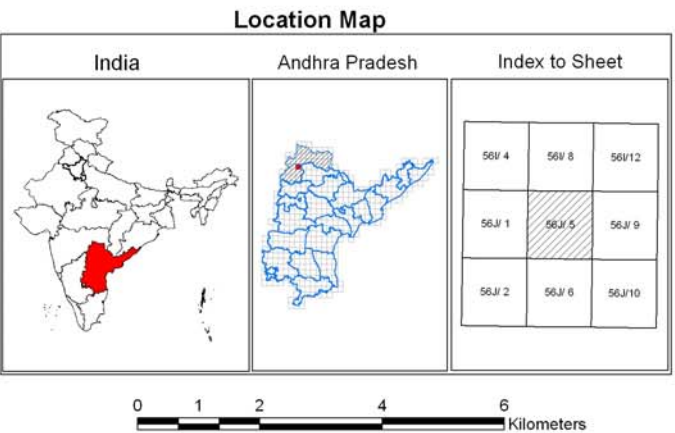 Location Map
India
Andhra Pradesh
Index to Sheet
56I/ 4
56I/ 8
56I/12
56J/ 1
56J/ 5
56J/ 9
56J/ 2
56J/ 6
56J/10
0 1 2 4 6
Kilometers